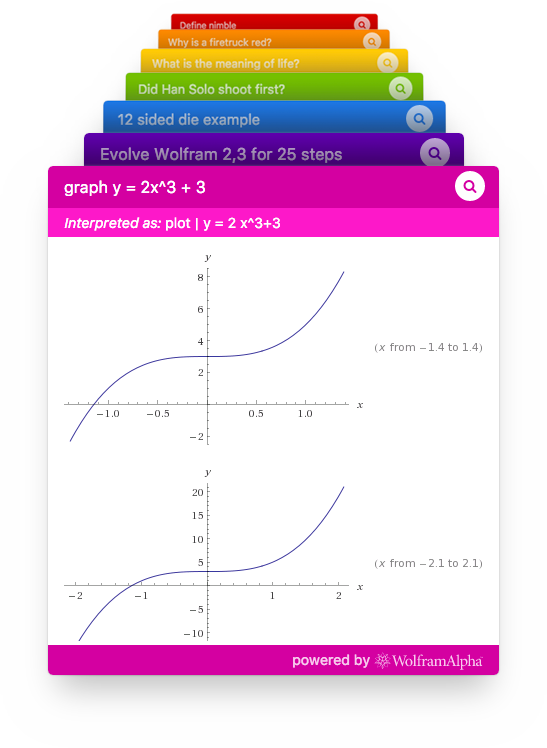 Define nimble
Why is a firetruck red?
What is the meaning of life?
Did Han Solo shoot first?
12 sided die example
Evolve Wolfram 2,3 for 25 steps
graph y = 2x^3 + 3
Interpreted as: plot | y = 2 x^3+3
y
8
6
4
2
−2
−1.0 −0.5 0.5 1.0 x
(x from −1.4 to 1.4)
y
20
15
10
5
−5
−10
−2 −1 1 2 x
(x from −2.1 to 2.1)
powered by WolframAlpha